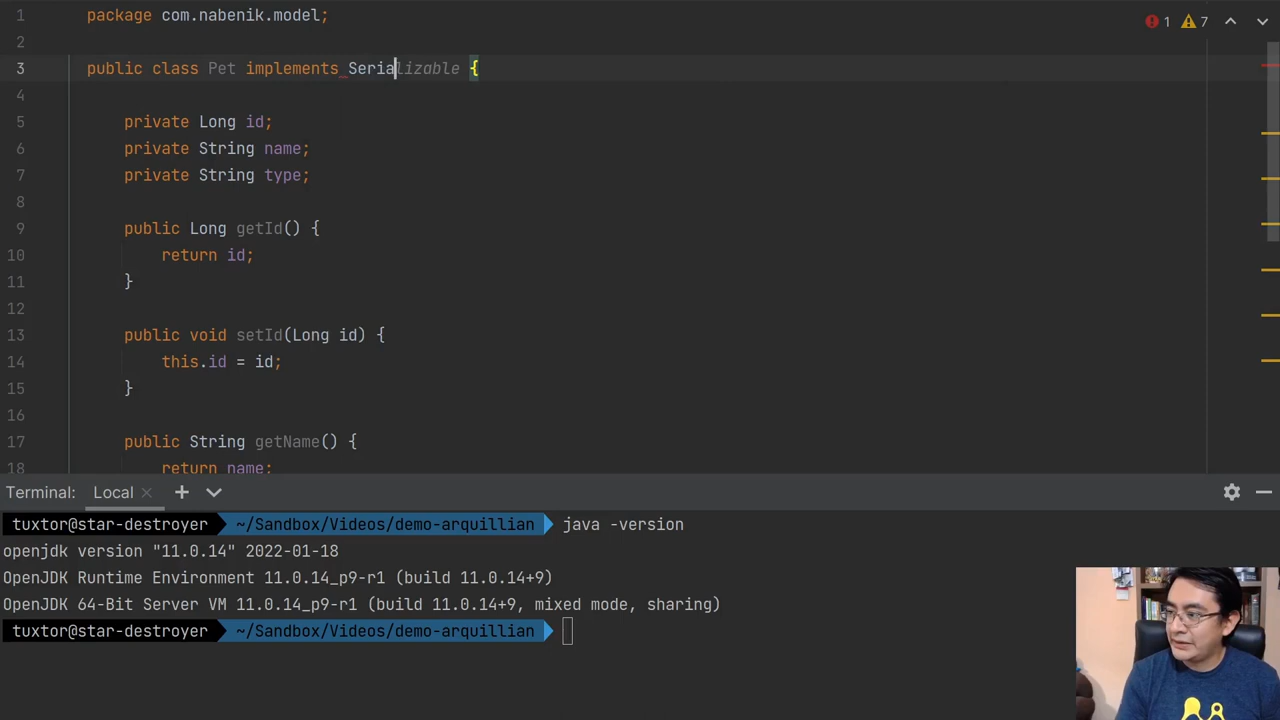 1 package com.nabenik.model;
1 7
2
3 public class Pet implements Serializable {
4
5 private Long id;
6 private String name;
7 private String type;
8
9 public Long getId() {
10 return id;
11 }
12
13 public void setId(Long id) {
14 this.id = id;
15 }
16
17 public String getName() {
18 return name;
Terminal: Local
tuxtor@star-destroyer ~/Sandbox/Videos/demo-arquillian java -version
openjdk version "11.0.14" 2022-01-18
OpenJDK Runtime Environment 11.0.14_p9-r1 (build 11.0.14+9)
OpenJDK 64-Bit Server VM 11.0.14_p9-r1 (build 11.0.14+9, mixed mode, sharing)
tuxtor@star-destroyer ~/Sandbox/Videos/demo-arquillian